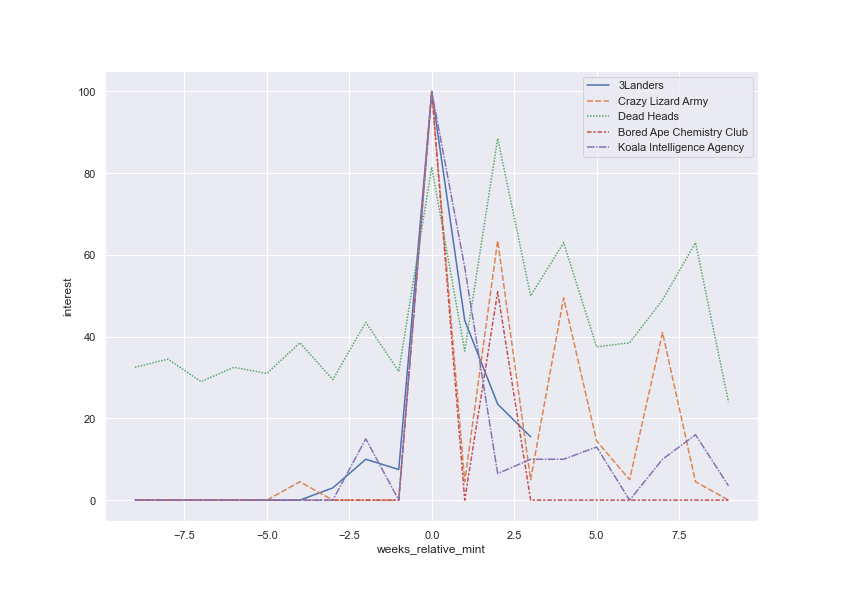 100
80
60
40
20
0
interest
−7.5
−5.0
−2.5
0.0
2.5
5.0
7.5
weeks_relative_mint
3Landers
Crazy Lizard Army
Dead Heads
Bored Ape Chemistry Club
Koala Intelligence Agency